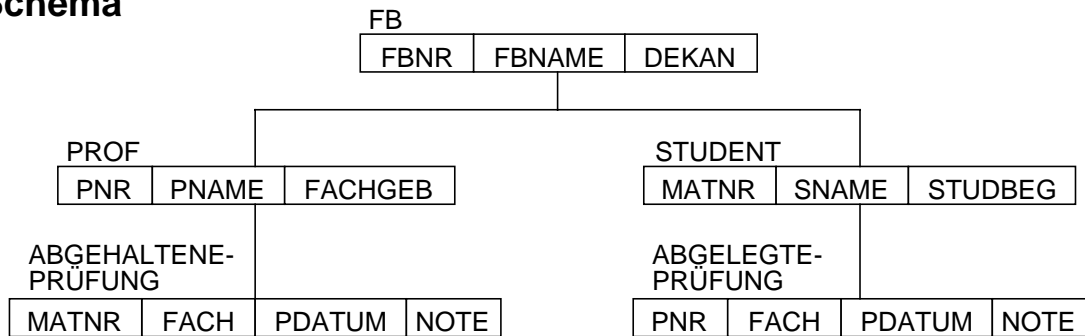 Schema
FB
FBNR FBNAME DEKAN
PROF
PNR PNAME FACHGEB
STUDENT
MATNR SNAME STUDBEG
ABGEHALTENE-
PRÜFUNG
MATNR FACH PDATUM NOTE
ABGELEGTE-
PRÜFUNG
PNR FACH PDATUM NOTE